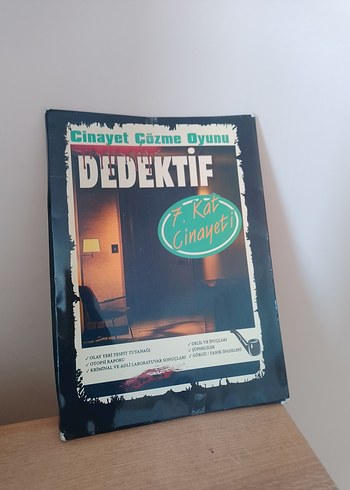 Cinayet Çözme Oyunu
DEDEKTİF
7. Kat
Cinayeti
✓ OLAY YERİ TESPİT TUTANAĞI
✓ OTOPSİ RAPORU
✓ KRİMİNAL VE ADLİ LABORATUVAR SONUÇLARI
✓ DELİL VE İPUÇLARI
✓ ŞÜPHELİLER
✓ GÖRGÜ / TANIK İFADELERİ